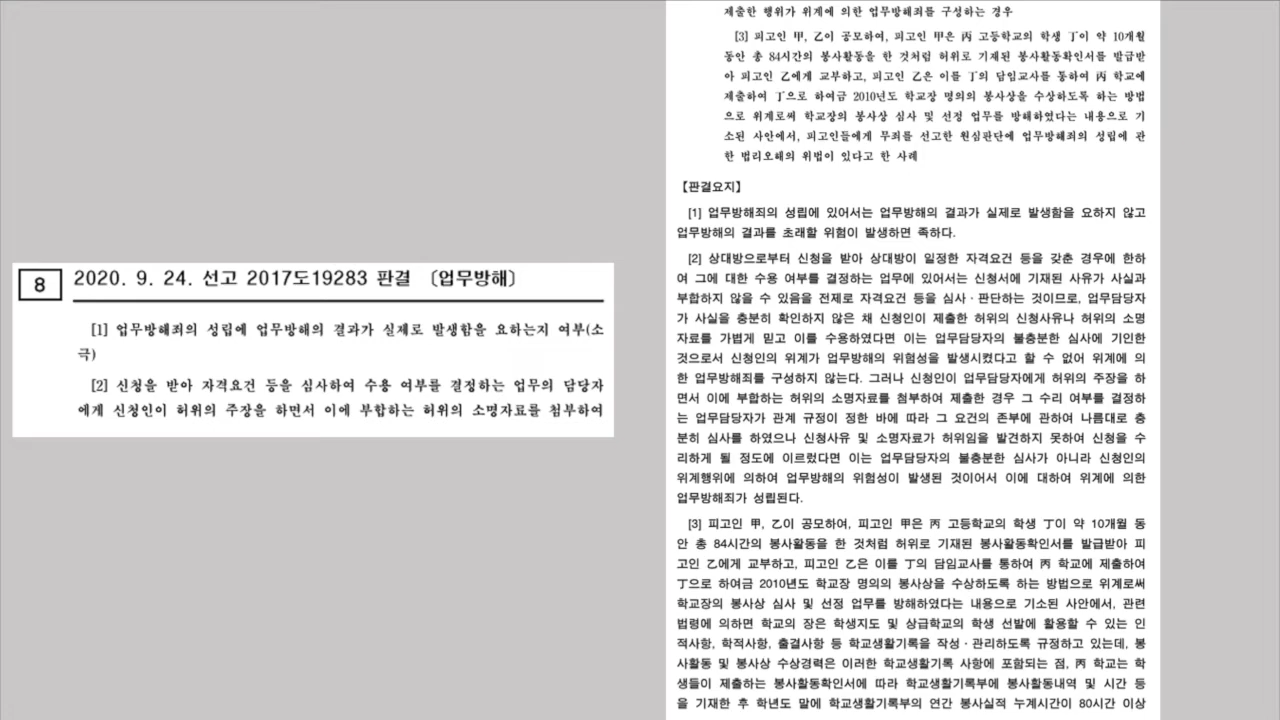 8
2020. 9. 24. 선고 2017도19283 판결 〔업무방해〕
[1] 업무방해죄의 성립에 업무방해의 결과가 실제로 발생함을 요하는지 여부(소
극)
[2] 신청을 받아 자격요건 등을 심사하여 수용 여부를 결정하는 업무의 담당자
에게 신청인이 허위의 주장을 하면서 이에 부합하는 허위의 소명자료를 첨부하여
제출한 행위가 위계에 의한 업무방해죄를 구성하는 경우
[3] 피고인 甲, 乙이 공모하여, 피고인 甲은 丙 고등학교의 학생 丁이 약 10개월
동안 총 84시간의 봉사활동을 한 것처럼 허위로 기재된 봉사활동확인서를 발급받
아 피고인 乙에게 교부하고, 피고인 乙은 이를 丁의 담임교사를 통하여 丙 학교에
제출하여 丁으로 하여금 2010년도 학교장 명의의 봉사상을 수상하도록 하는 방법
으로 위계로써 학교장의 봉사상 심사 및 선정 업무를 방해하였다는 내용으로 기
소된 사안에서, 피고인들에게 무죄를 선고한 원심판단에 업무방해죄의 성립에 관
한 법리오해의 위법이 있다고 한 사례
【판결요지】
[1] 업무방해죄의 성립에 있어서는 업무방해의 결과가 실제로 발생함을 요하지 않고
업무방해의 결과를 초래할 위험이 발생하면 족하다.
[2] 상대방으로부터 신청을 받아 상대방이 일정한 자격요건 등을 갖춘 경우에 한하
여 그에 대한 수용 여부를 결정하는 업무에 있어서는 신청서에 기재된 사유가 사실과
부합하지 않을 수 있음을 전제로 자격요건 등을 심사·판단하는 것이므로, 업무담당자
가 사실을 충분히 확인하지 않은 채 신청인이 제출한 허위의 신청사유나 허위의 소명
자료를 가볍게 믿고 이를 수용하였다면 이는 업무담당자의 불충분한 심사에 기인한
것으로서 신청인의 위계가 업무방해의 위험성을 발생시켰다고 할 수 없어 위계에 의
한 업무방해죄를 구성하지 않는다. 그러나 신청인이 업무담당자에게 허위의 주장을 하
면서 이에 부합하는 허위의 소명자료를 첨부하여 제출한 경우 그 수리 여부를 결정하
는 업무담당자가 관계 규정이 정한 바에 따라 그 요건의 존부에 관하여 나름대로 충
분히 심사를 하였으나 신청사유 및 소명자료가 허위임을 발견하지 못하여 신청을 수
리하게 될 정도에 이르렀다면 이는 업무담당자의 불충분한 심사가 아니라 신청인의
위계행위에 의하여 업무방해의 위험성이 발생된 것이어서 이에 대하여 위계에 의한
업무방해죄가 성립된다.
[3] 피고인 甲, 乙이 공모하여, 피고인 甲은 丙 고등학교의 학생 丁이 약 10개월 동
안 총 84시간의 봉사활동을 한 것처럼 허위로 기재된 봉사활동확인서를 발급받아 피
고인 乙에게 교부하고, 피고인 乙은 이를 丁의 담임교사를 통하여 丙 학교에 제출하여
丁으로 하여금 2010년도 학교장 명의의 봉사상을 수상하도록 하는 방법으로 위계로써
학교장의 봉사상 심사 및 선정 업무를 방해하였다는 내용으로 기소된 사안에서, 관련
법령에 의하면 학교의 장은 학생지도 및 상급학교의 학생 선발에 활용할 수 있는 인
적사항, 학적사항, 출결사항 등 학교생활기록을 작성·관리하도록 규정하고 있는데, 봉
사활동 및 봉사상 수상경력은 이러한 학교생활기록 사항에 포함되는 점, 丙 학교는 학
생들이 제출하는 봉사활동확인서에 따라 학교생활기록부에 봉사활동내역 및 시간 등
을 기재한 후 학년도 말에 학교생활기록부의 연간 봉사실적 누계시간이 80시간 이상